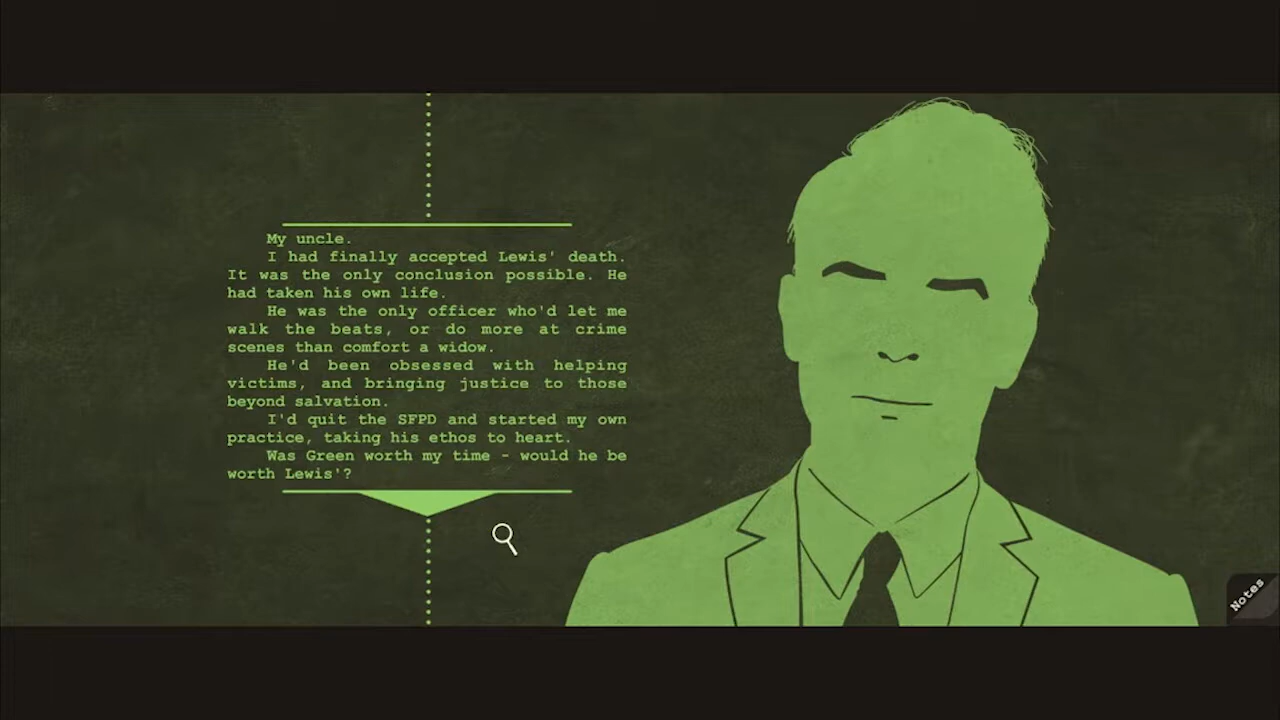 My uncle.
I had finally accepted Lewis' death.
It was the only conclusion possible. He
had taken his own life.
He was the only officer who'd let me
walk the beats, or do more at crime
scenes than comfort a widow.
He'd been obsessed with helping
victims, and bringing justice to those
beyond salvation.
I'd quit the SFPD and started my own
practice, taking his ethos to heart.
Was Green worth my time - would he be
worth Lewis'?
Notes